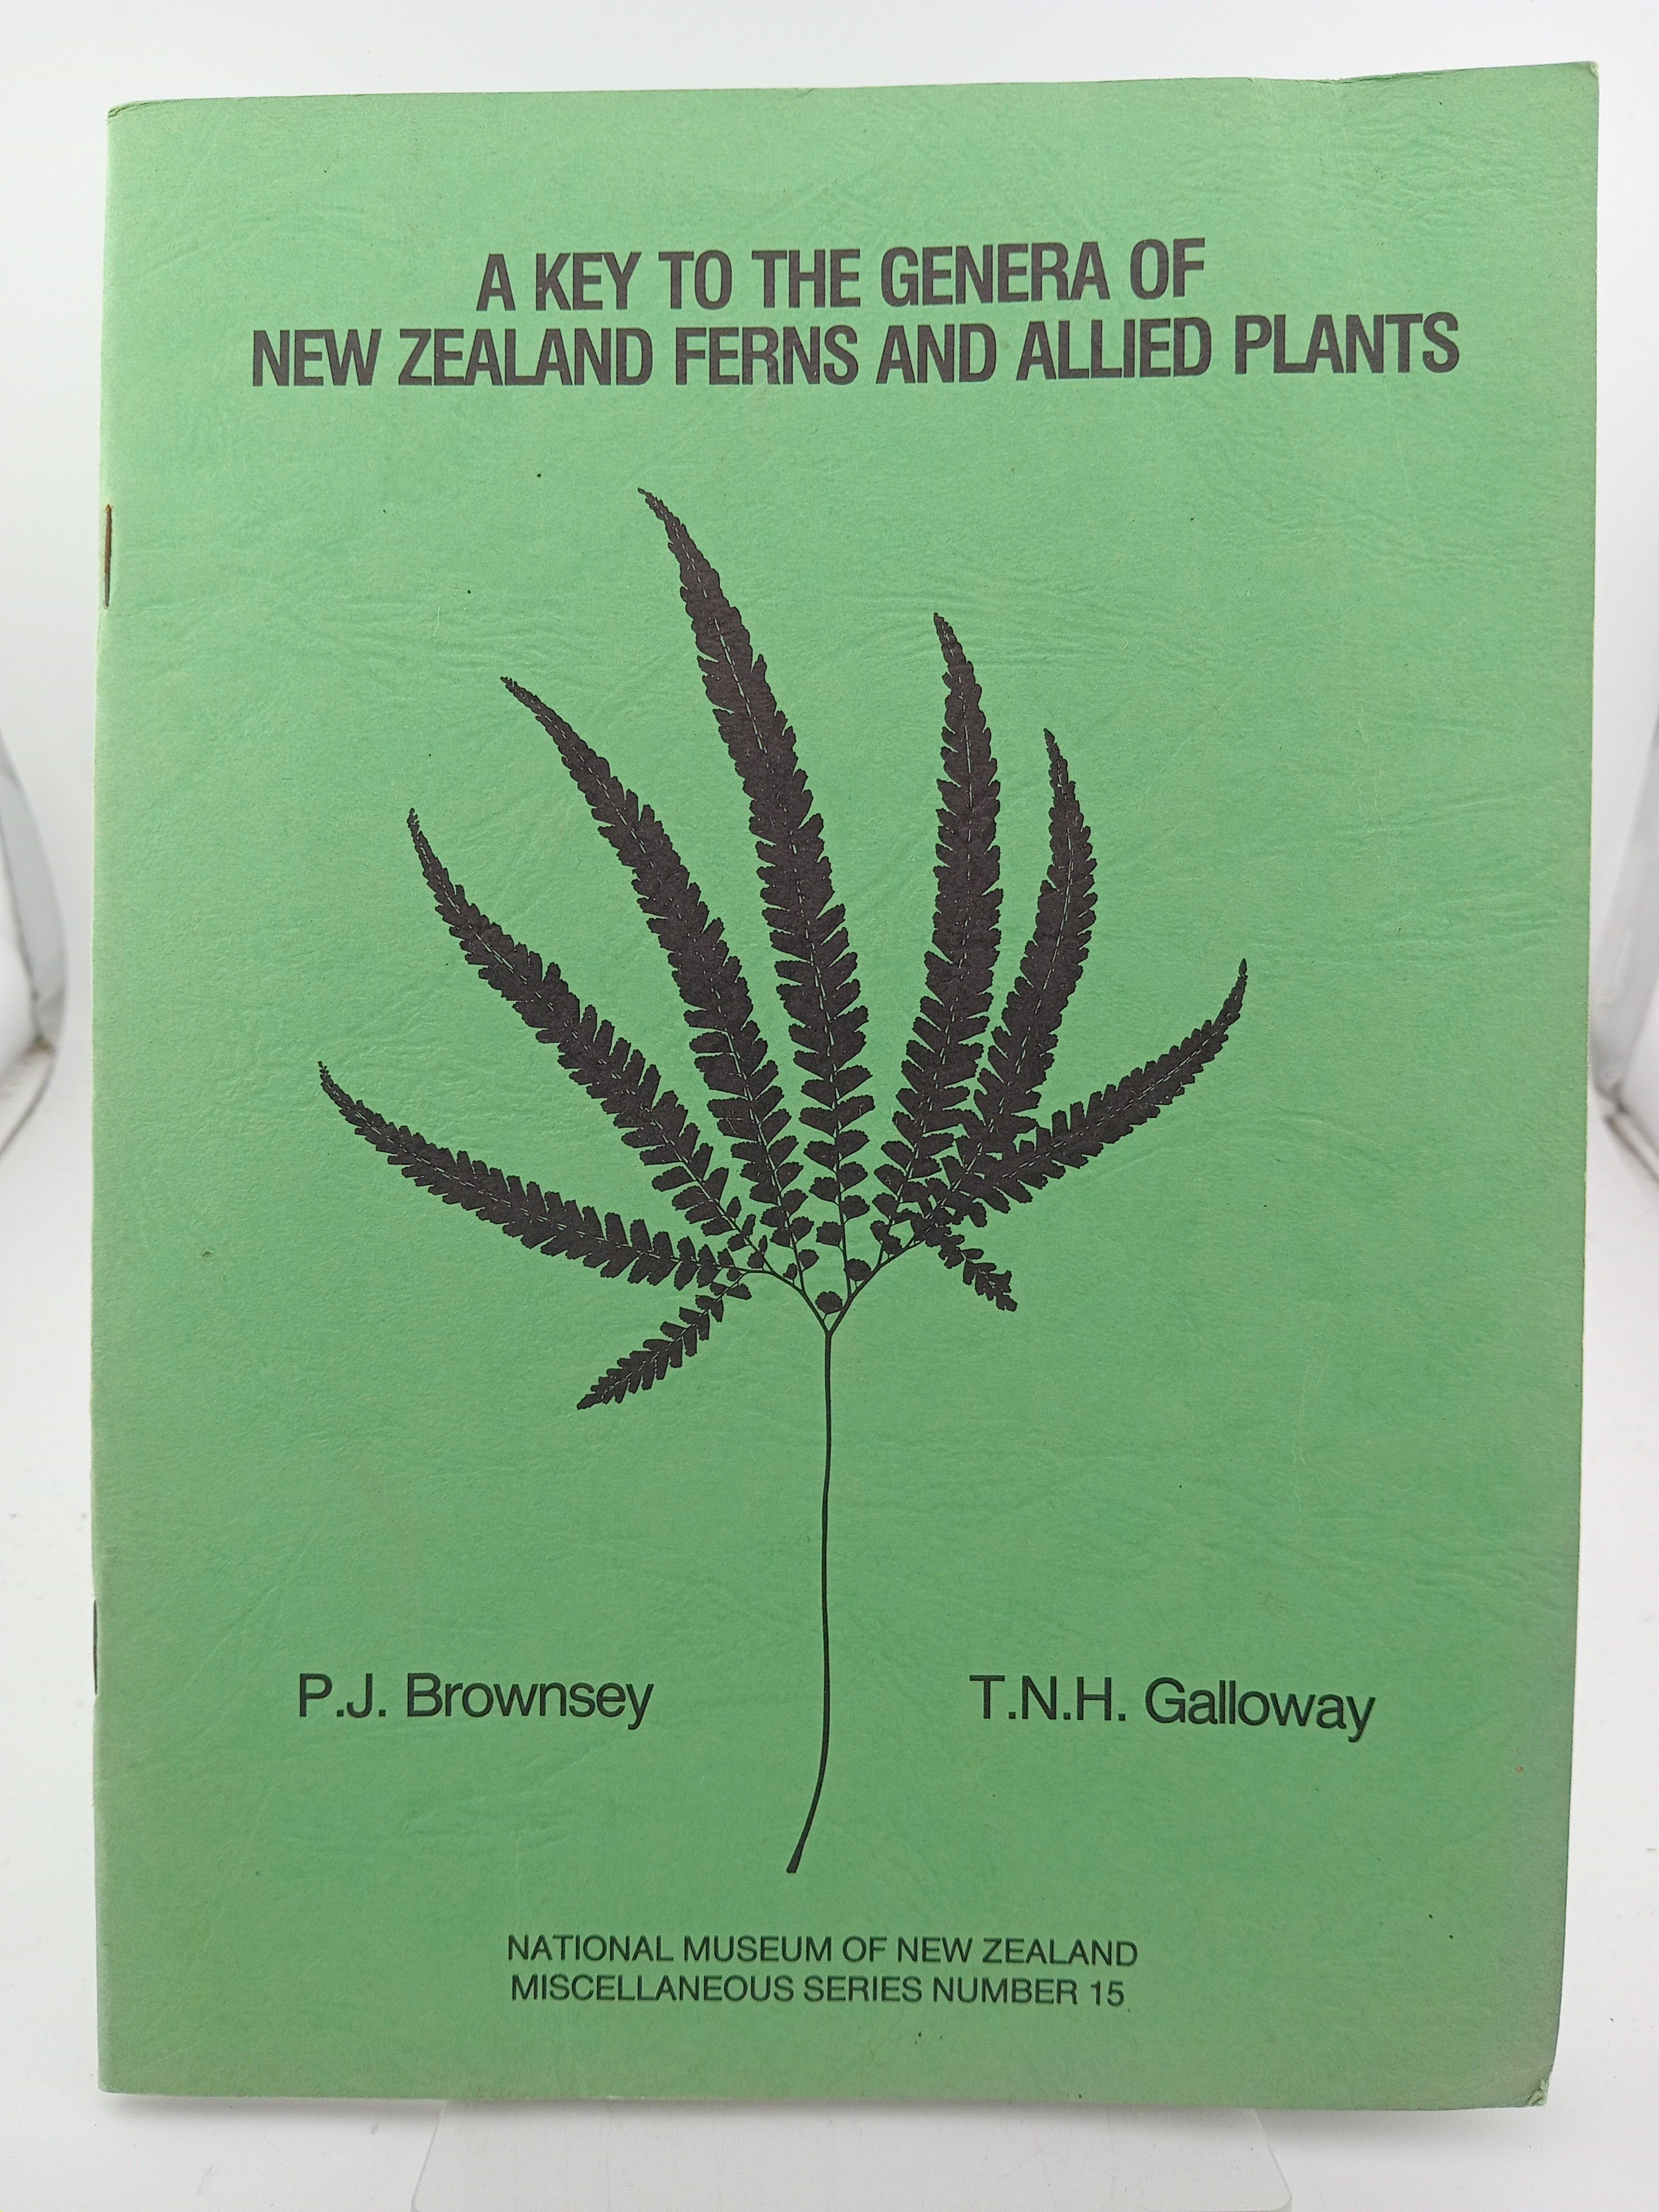 A KEY TO THE GENERA OF
NEW ZEALAND FERNS AND ALLIED PLANTS
P.J. Brownsey
T.N.H. Galloway
NATIONAL MUSEUM OF NEW ZEALAND
MISCELLANEOUS SERIES NUMBER 15